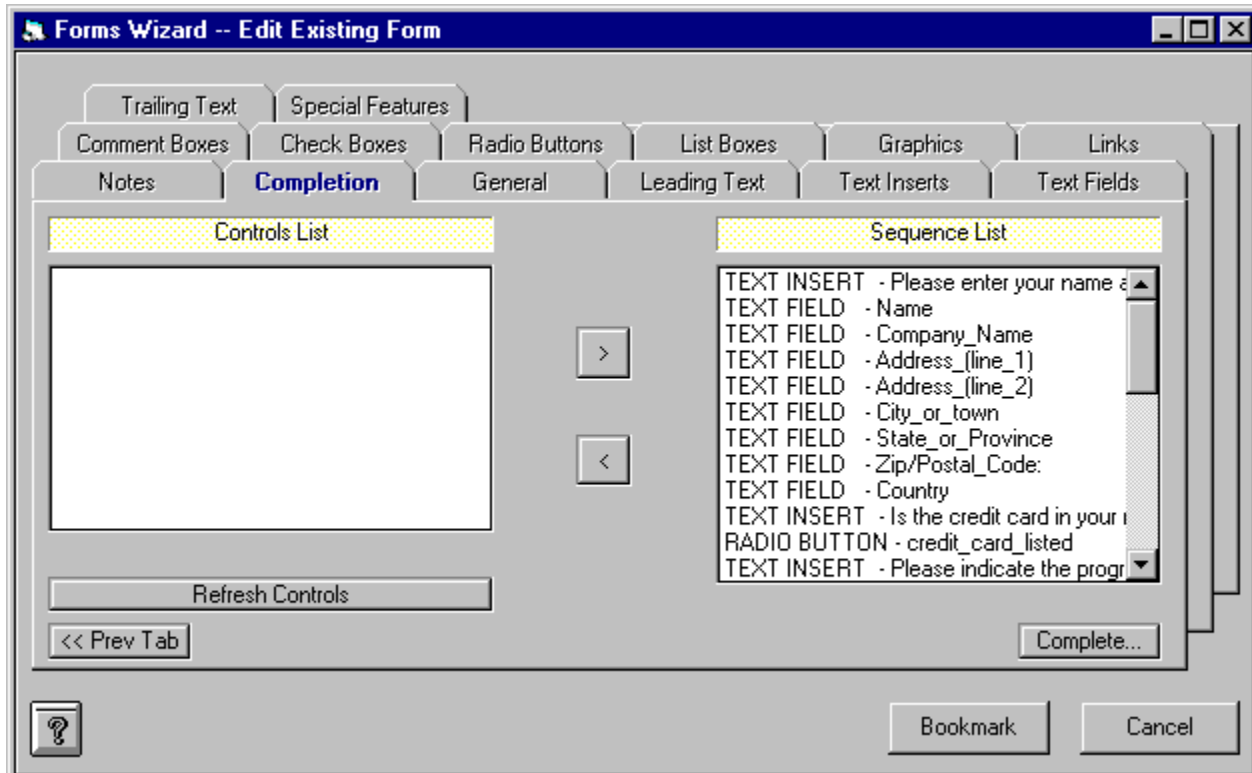 Forms Wizard -- Edit Existing Form
Trailing Text Special Features
Comment Boxes Check Boxes Radio Buttons List Boxes Graphics Links
Notes Completion General Leading Text Text Inserts Text Fields
Controls List
Sequence List
TEXT INSERT - Please enter your name a
TEXT FIELD - Name
TEXT FIELD - Company_Name
TEXT FIELD - Address_(line_1)
TEXT FIELD - Address_(line_2)
TEXT FIELD - City_or_town
TEXT FIELD - State_or_Province
TEXT FIELD - Zip/Postal_Code:
TEXT FIELD - Country
TEXT INSERT - Is the credit card in your
RADIO BUTTON - credit_card_listed
TEXT INSERT - Please indicate the progr
>
<
Refresh Controls
<< Prev Tab
Complete...
?
Bookmark
Cancel